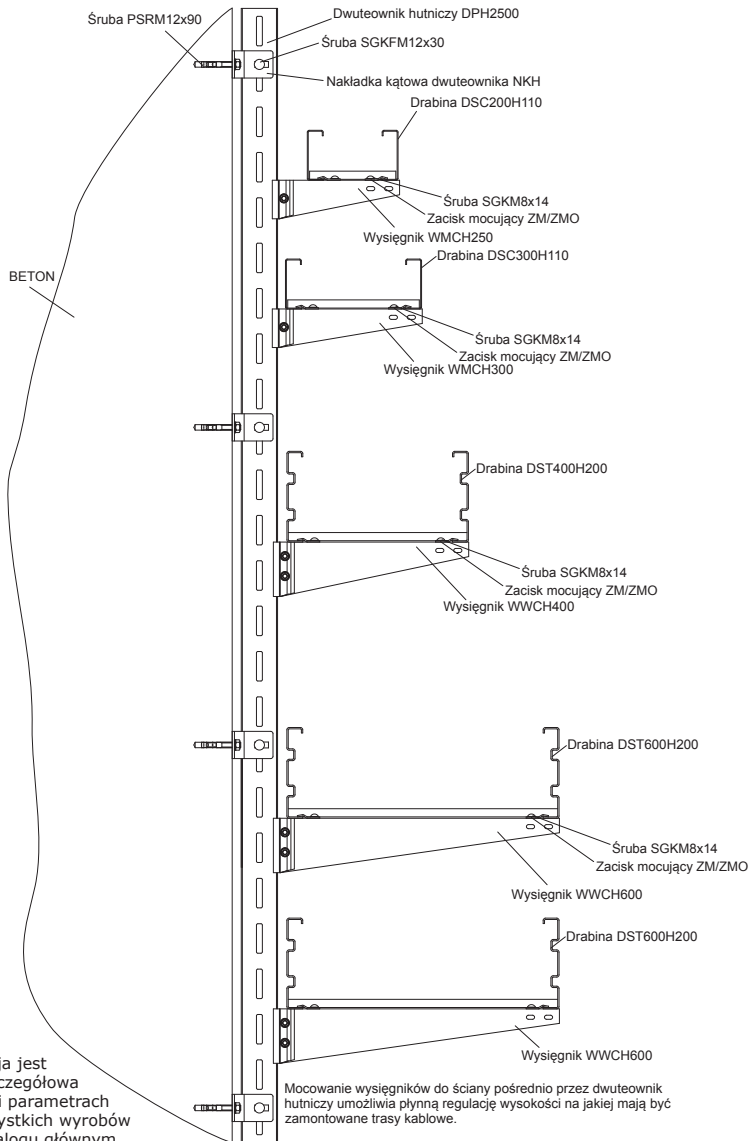 Śruba PSRM12x90
Dwuteownik hutniczy DPH2500
Śruba SGKFM12x30
Nakładka kątowa dwuteownika NKH
Drabina DSC200H110
Śruba SGKM8x14
Zacisk mocujący ZM/ZMO
Wysięgnik WMCH250
Drabina DSC300H110
BETON
Śruba SGKM8x14
Zacisk mocujący ZM/ZMO
Wysięgnik WMCH300
Drabina DST400H200
Śruba SGKM8x14
Zacisk mocujący ZM/ZMO
Wysięgnik WWCH400
Drabina DST600H200
Śruba SGKM8x14
Zacisk mocujący ZM/ZMO
Wysięgnik WWCH600
Drabina DST600H200
Wysięgnik WWCH600
ja jest
czegółowa
i parametrach
ystkich wyrobów
alogu głównym
Mocowanie wysięgników do ściany pośrednio przez dwuteownik
hutniczy umożliwia płynną regulację wysokości na jakiej mają być
zamontowane trasy kablowe.